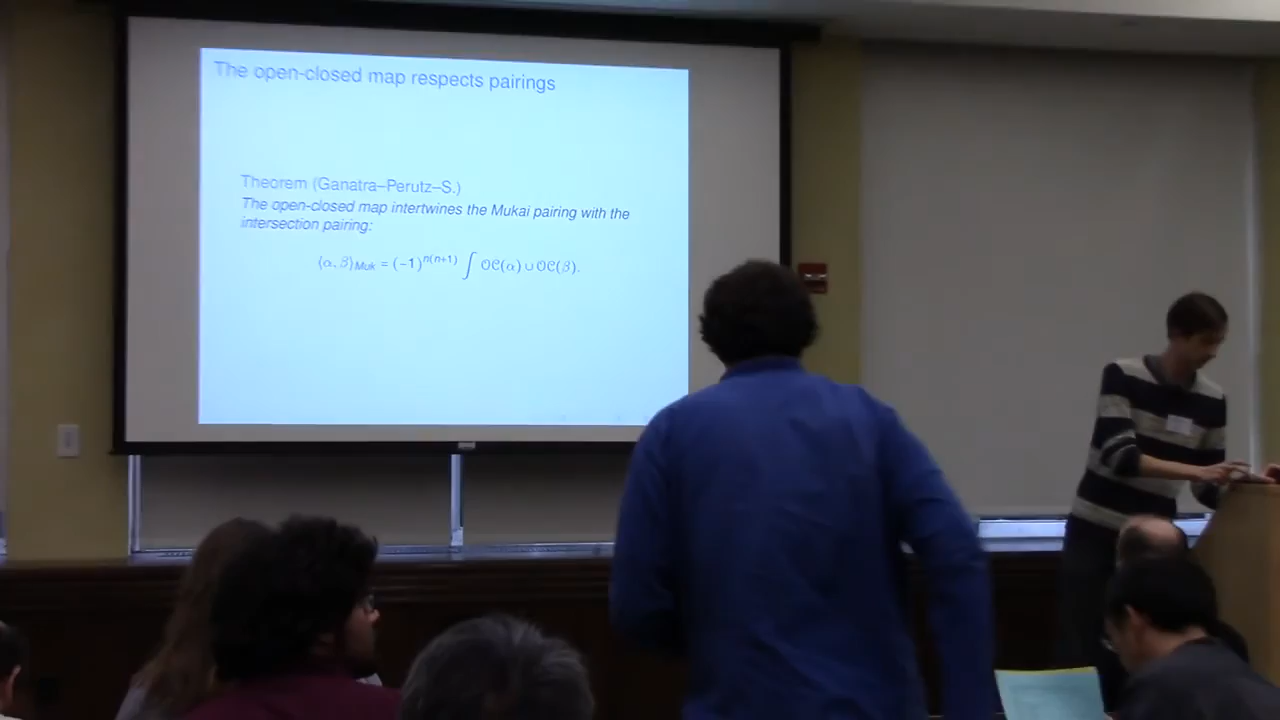 The open-closed map respects pairings
Theorem (Ganatra–Perutz–S.)
The open-closed map intertwines the Mukai pairing with the
intersection pairing:
⟨α, β⟩_Muk = (−1)^{n(n+1)} ∫ 𝒪𝒞(α) ∪ 𝒪𝒞(β).